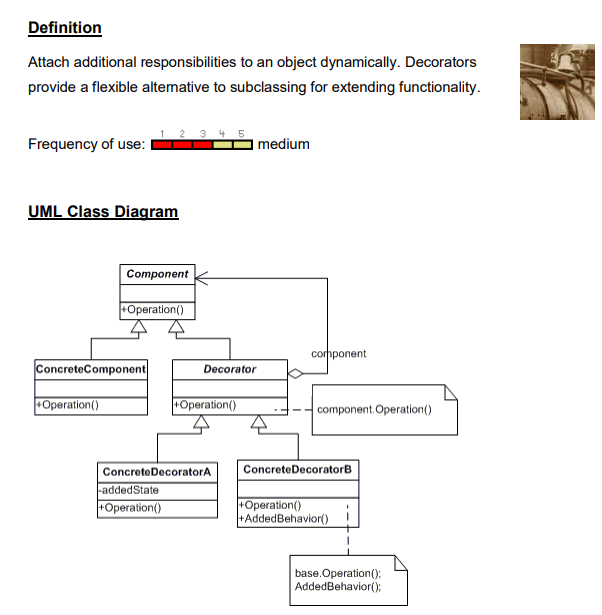 Definition
Attach additional responsibilities to an object dynamically. Decorators
provide a flexible alternative to subclassing for extending functionality.
1 2 3 4 5
Frequency of use: medium
UML Class Diagram
Component
+Operation()
component
ConcreteComponent
+Operation()
Decorator
+Operation()
component.Operation()
ConcreteDecoratorA
-addedState
+Operation()
ConcreteDecoratorB
+Operation()
+AddedBehavior()
base.Operation();
AddedBehavior();